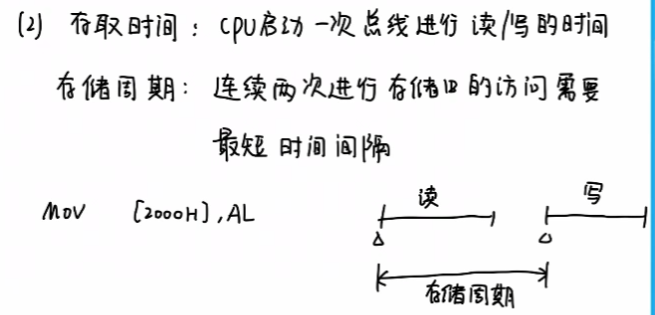 (2) 存取时间：CPU启动一次总线进行读/写的时间
存储周期：连续两次进行存储器的访问需要
最短时间间隔
MOV [2000H],AL
读
写
存储周期